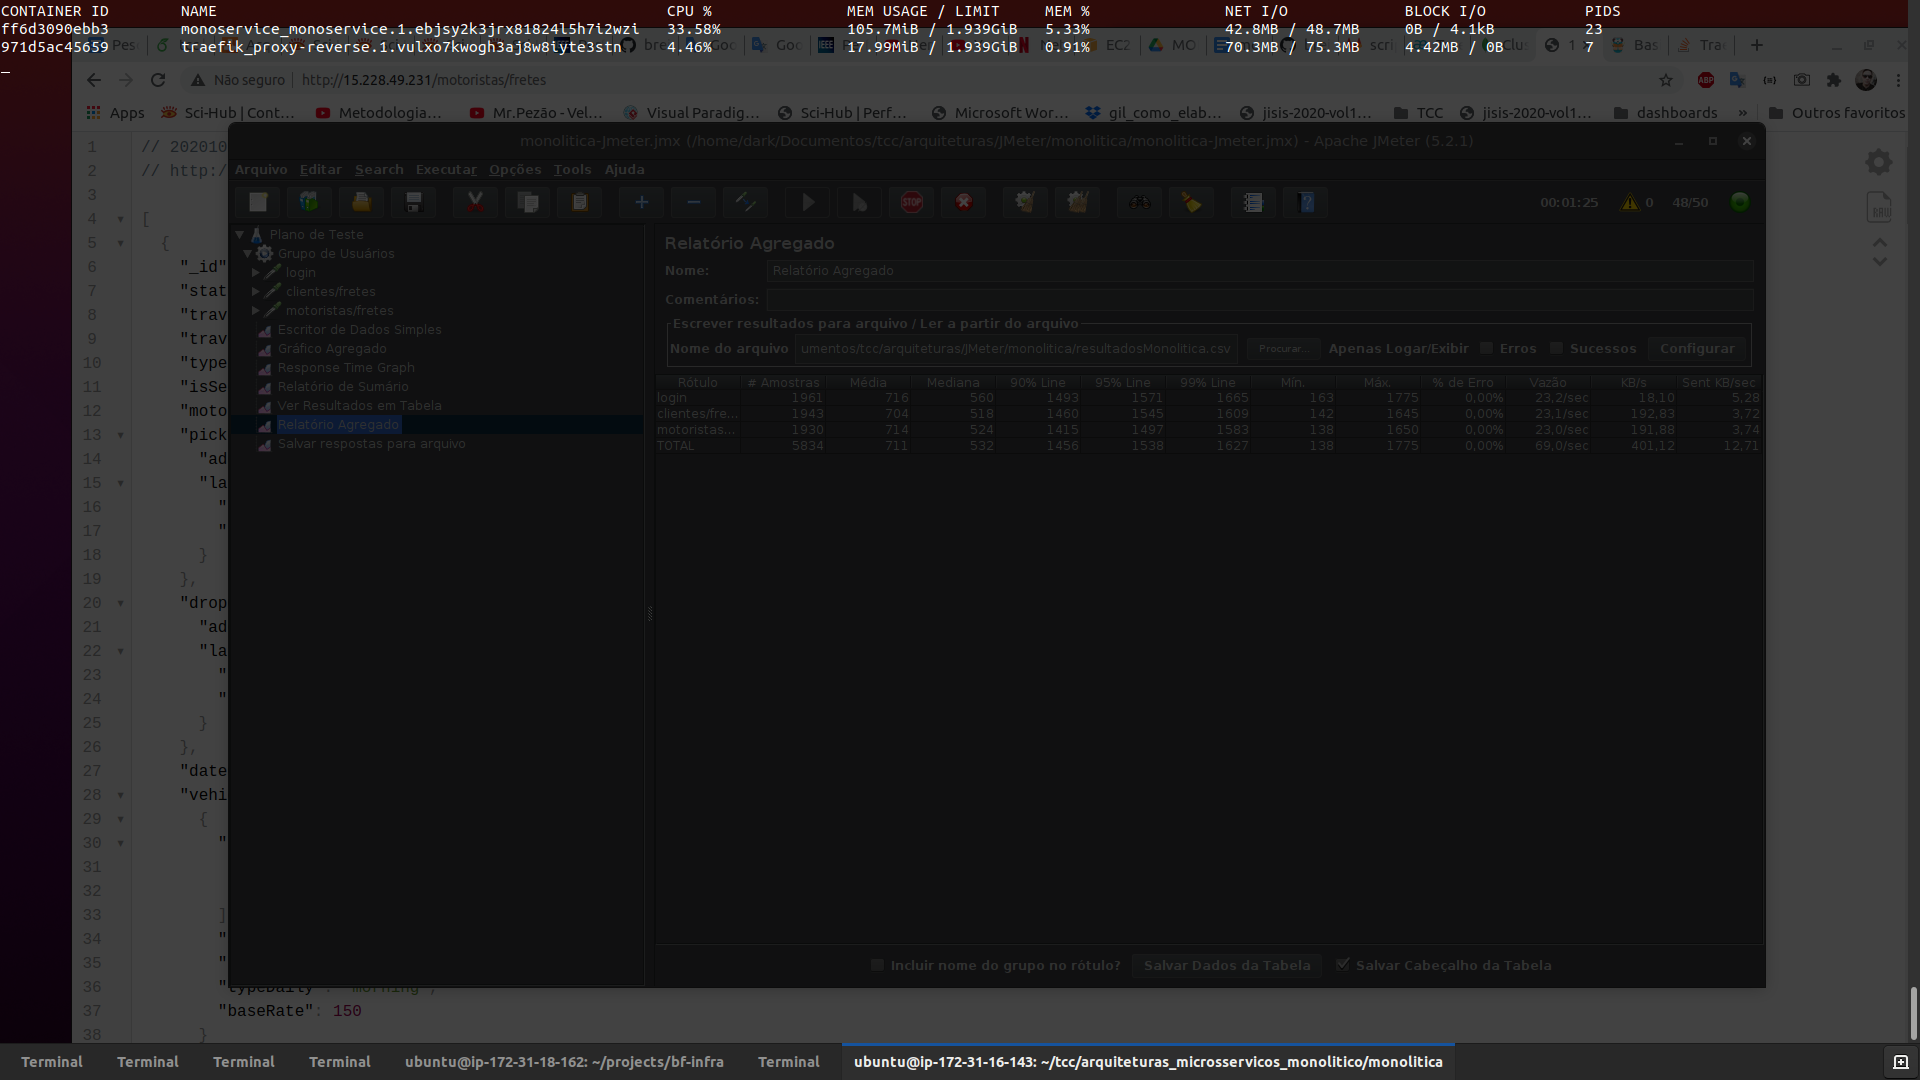 CONTAINER ID NAME CPU % MEM USAGE / LIMIT MEM % NET I/O BLOCK I/O PIDS
ff6d3090ebb3 monoservice_monoservice.1.ebjsy2k3jrx81824l5h7i2wzi 33.58% 105.7MiB / 1.939GiB 5.33% 42.8MB / 48.7MB 0B / 4.1kB 23
971d5ac45659 traefik_proxy-reverse.1.vulxo7kwogh3aj8w8iyte3stn 4.46% 17.99MiB / 1.939GiB 0.91% 70.3MB / 75.3MB 4.42MB / 0B 7
Não seguro http://15.228.49.231/motoristas/fretes
Apps Sci-Hub | Cont... Metodologia... Mr.Pezão - Vel... Visual Paradig... Sci-Hub | Perf... Microsoft Wor... gil_como_elab... jisis-2020-vol1... TCC jisis-2020-vol1... dashboards » Outros favoritos
monolitica-Jmeter.jmx (/home/dark/Documentos/tcc/arquiteturas/JMeter/monolitica/monolitica-Jmeter.jmx) - Apache JMeter (5.2.1)
Arquivo Editar Search Executar Opções Tools Ajuda
STOP 00:01:25 0 48/50
Plano de Teste
Grupo de Usuários
login
clientes/fretes
motoristas/fretes
Escritor de Dados Simples
Gráfico Agregado
Response Time Graph
Relatório de Sumário
Ver Resultados em Tabela
Relatório Agregado
Salvar respostas para arquivo
Relatório Agregado
Nome: Relatório Agregado
Comentários:
Escrever resultados para arquivo / Ler a partir do arquivo
Nome do arquivo umentos/tcc/arquiteturas/JMeter/monolitica/resultadosMonolitica.csv Procurar... Apenas Logar/Exibir Erros Sucessos Configurar
Rótulo # Amostras Média Mediana 90% Line 95% Line 99% Line Mín. Máx. % de Erro Vazão KB/s Sent KB/sec
login 1961 716 560 1493 1571 1665 163 1775 0,00% 23,2/sec 18,10 5,28
clientes/fre... 1943 704 518 1460 1545 1609 142 1645 0,00% 23,1/sec 192,83 3,72
motoristas... 1930 714 524 1415 1497 1583 138 1650 0,00% 23,0/sec 191,88 3,74
TOTAL 5834 711 532 1456 1538 1627 138 1775 0,00% 69,0/sec 401,12 12,71
Incluir nome do grupo no rótulo? Salvar Dados da Tabela Salvar Cabeçalho da Tabela
1 // 202010
2 // http:/
3
4 [
5 {
6 "_id"
7 "stat
8 "trav
9 "trav
10 "type
11 "isSe
12 "moto
13 "pick
14 "ad
15 "la
16 "
17 "
18 }
19 },
20 "drop
21 "ad
22 "la
23 "
24 "
25 }
26 },
27 "date
28 "vehi
29 {
30 "
31
32
33 ]
34 "
35 "
36 "typeDaily": "morning",
37 "baseRate": 150
38 }
Terminal Terminal Terminal Terminal ubuntu@ip-172-31-18-162: ~/projects/bf-infra Terminal ubuntu@ip-172-31-16-143: ~/tcc/arquiteturas_microsservicos_monolitico/monolitica